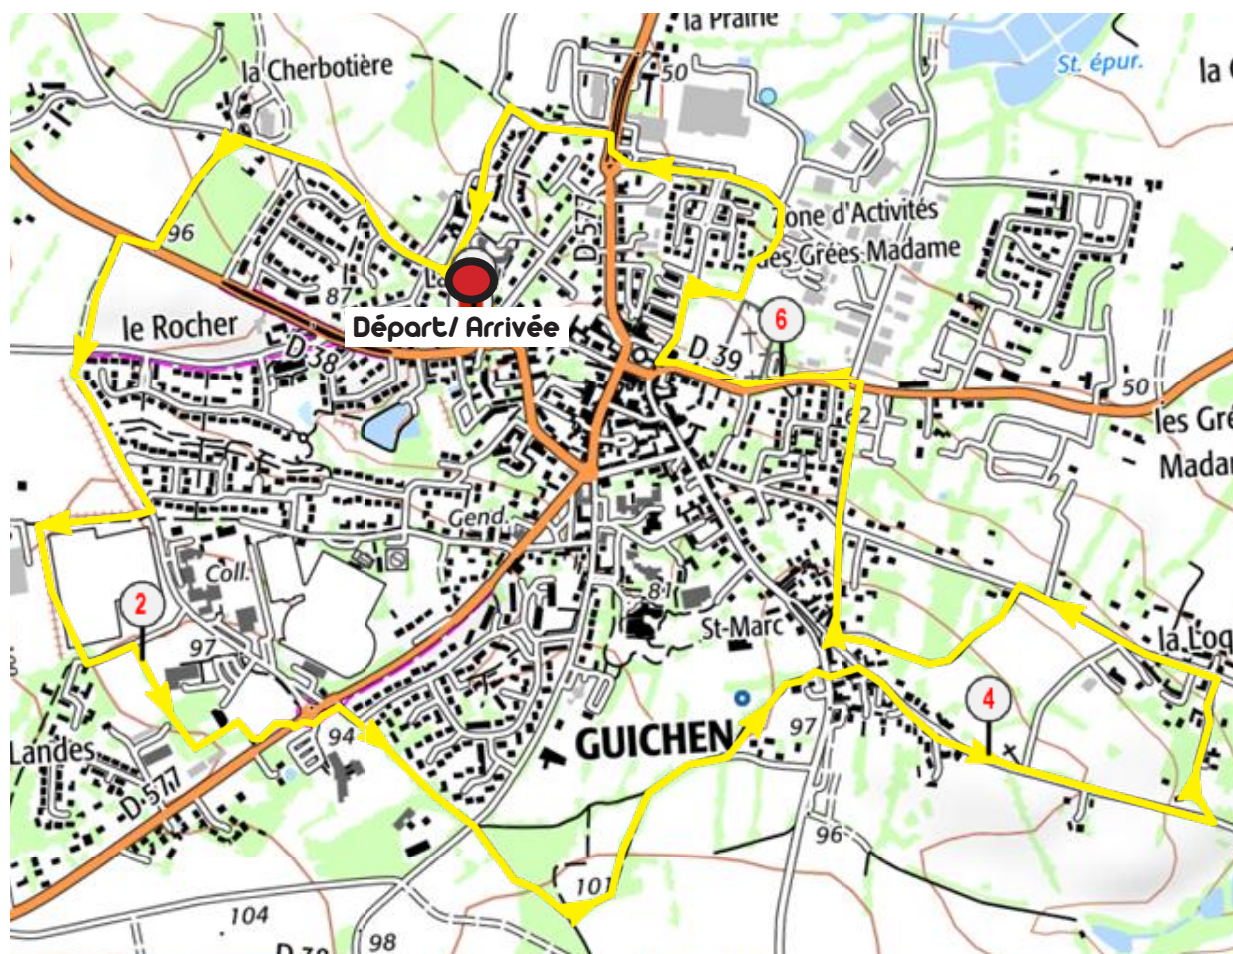 la Prairie
St. épur.
la Cherbotière
50
96
D 577
Zone d'Activités
des Grées Madame
87
le Rocher
D 38
Départ/ Arrivée
6
D 39
50
62
les Gré
Madar
Gend.
Coll.
2
81
St-Marc
la Loq
97
4
GUICHEN
97
94
Landes
D 577
96
101
104
98